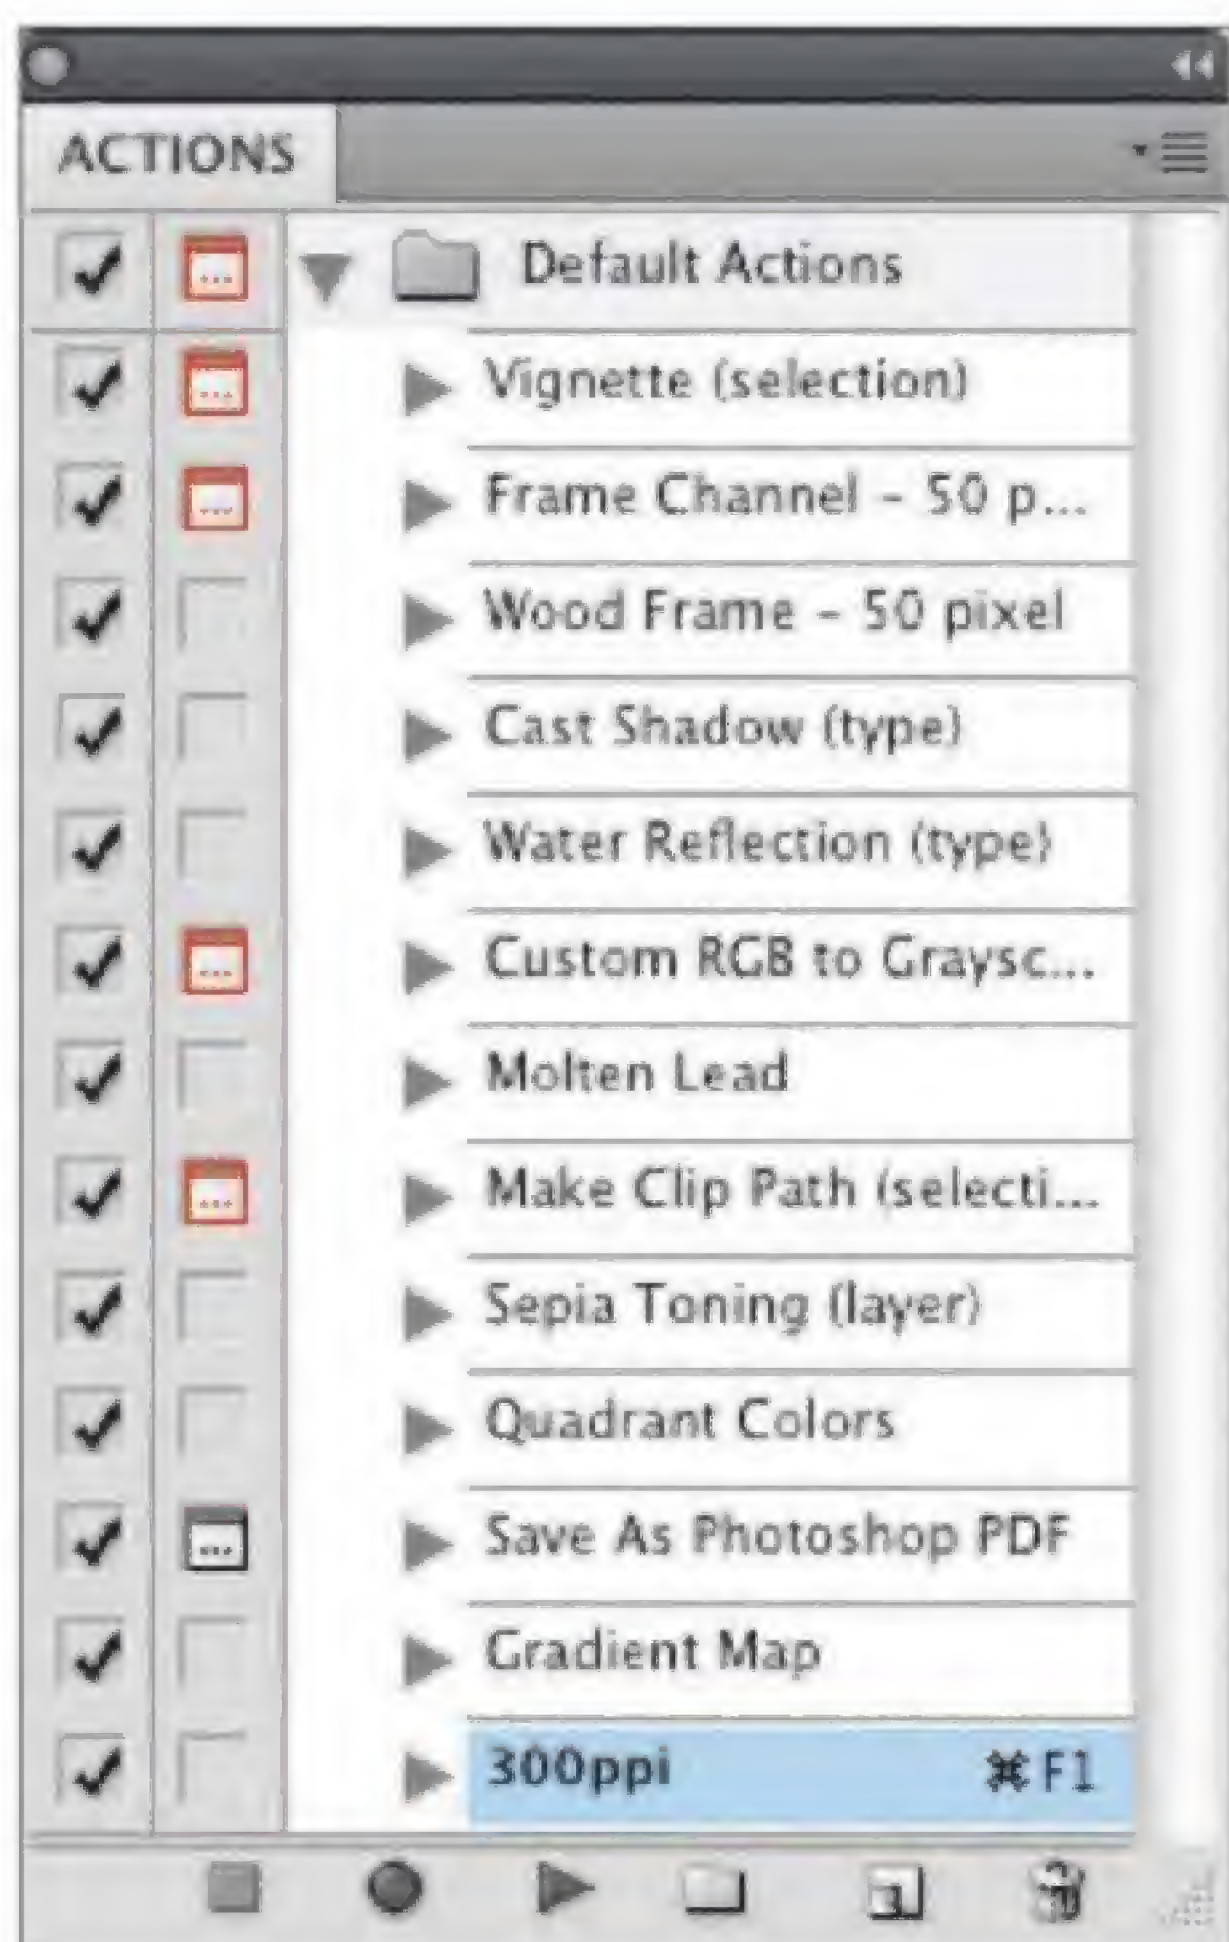 ACTIONS
Default Actions
Vignette (selection)
Frame Channel – 50 p...
Wood Frame – 50 pixel
Cast Shadow (type)
Water Reflection (type)
Custom RGB to Graysc...
Molten Lead
Make Clip Path (selecti...
Sepia Toning (layer)
Quadrant Colors
Save As Photoshop PDF
Gradient Map
300ppi ⌘F1